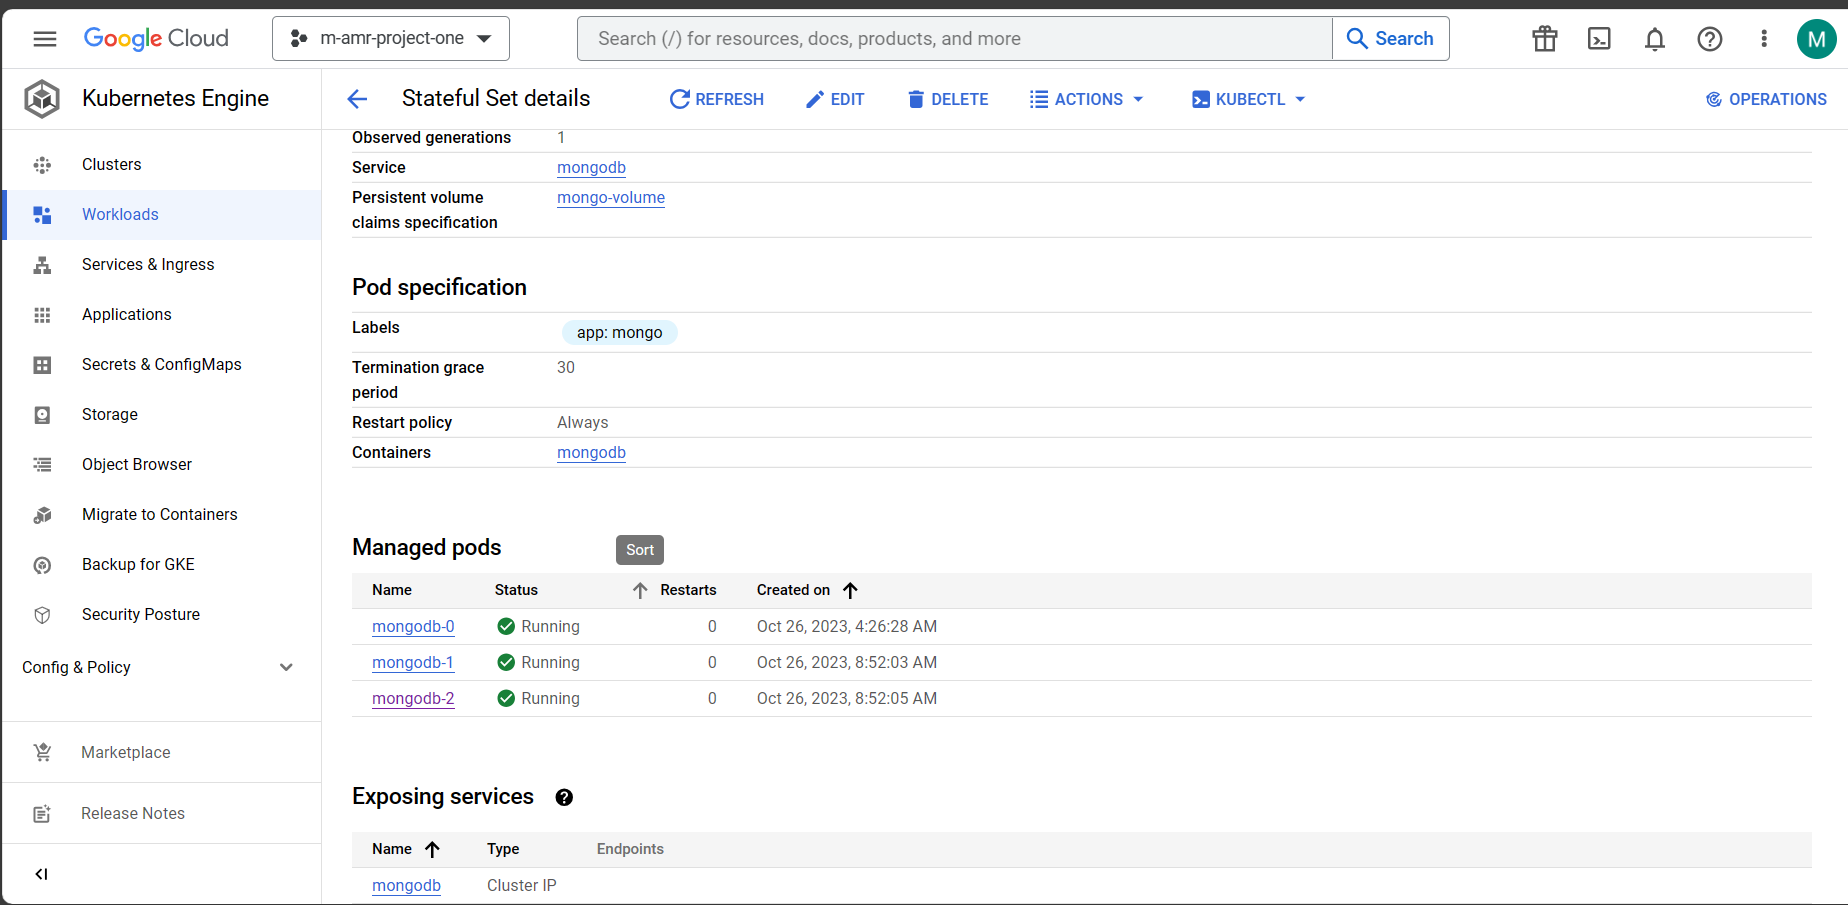 Google Cloud
m-amr-project-one
Search (/) for resources, docs, products, and more
Search
M
Kubernetes Engine
Clusters
Workloads
Services & Ingress
Applications
Secrets & ConfigMaps
Storage
Object Browser
Migrate to Containers
Backup for GKE
Security Posture
Config & Policy
Marketplace
Release Notes
Stateful Set details
REFRESH
EDIT
DELETE
ACTIONS
KUBECTL
OPERATIONS
Observed generations 1
Service mongodb
Persistent volume mongo-volume
claims specification
Pod specification
Labels app: mongo
Termination grace 30
period
Restart policy Always
Containers mongodb
Managed pods
Sort
Name Status Restarts Created on
mongodb-0 Running 0 Oct 26, 2023, 4:26:28 AM
mongodb-1 Running 0 Oct 26, 2023, 8:52:03 AM
mongodb-2 Running 0 Oct 26, 2023, 8:52:05 AM
Exposing services
Name Type Endpoints
mongodb Cluster IP